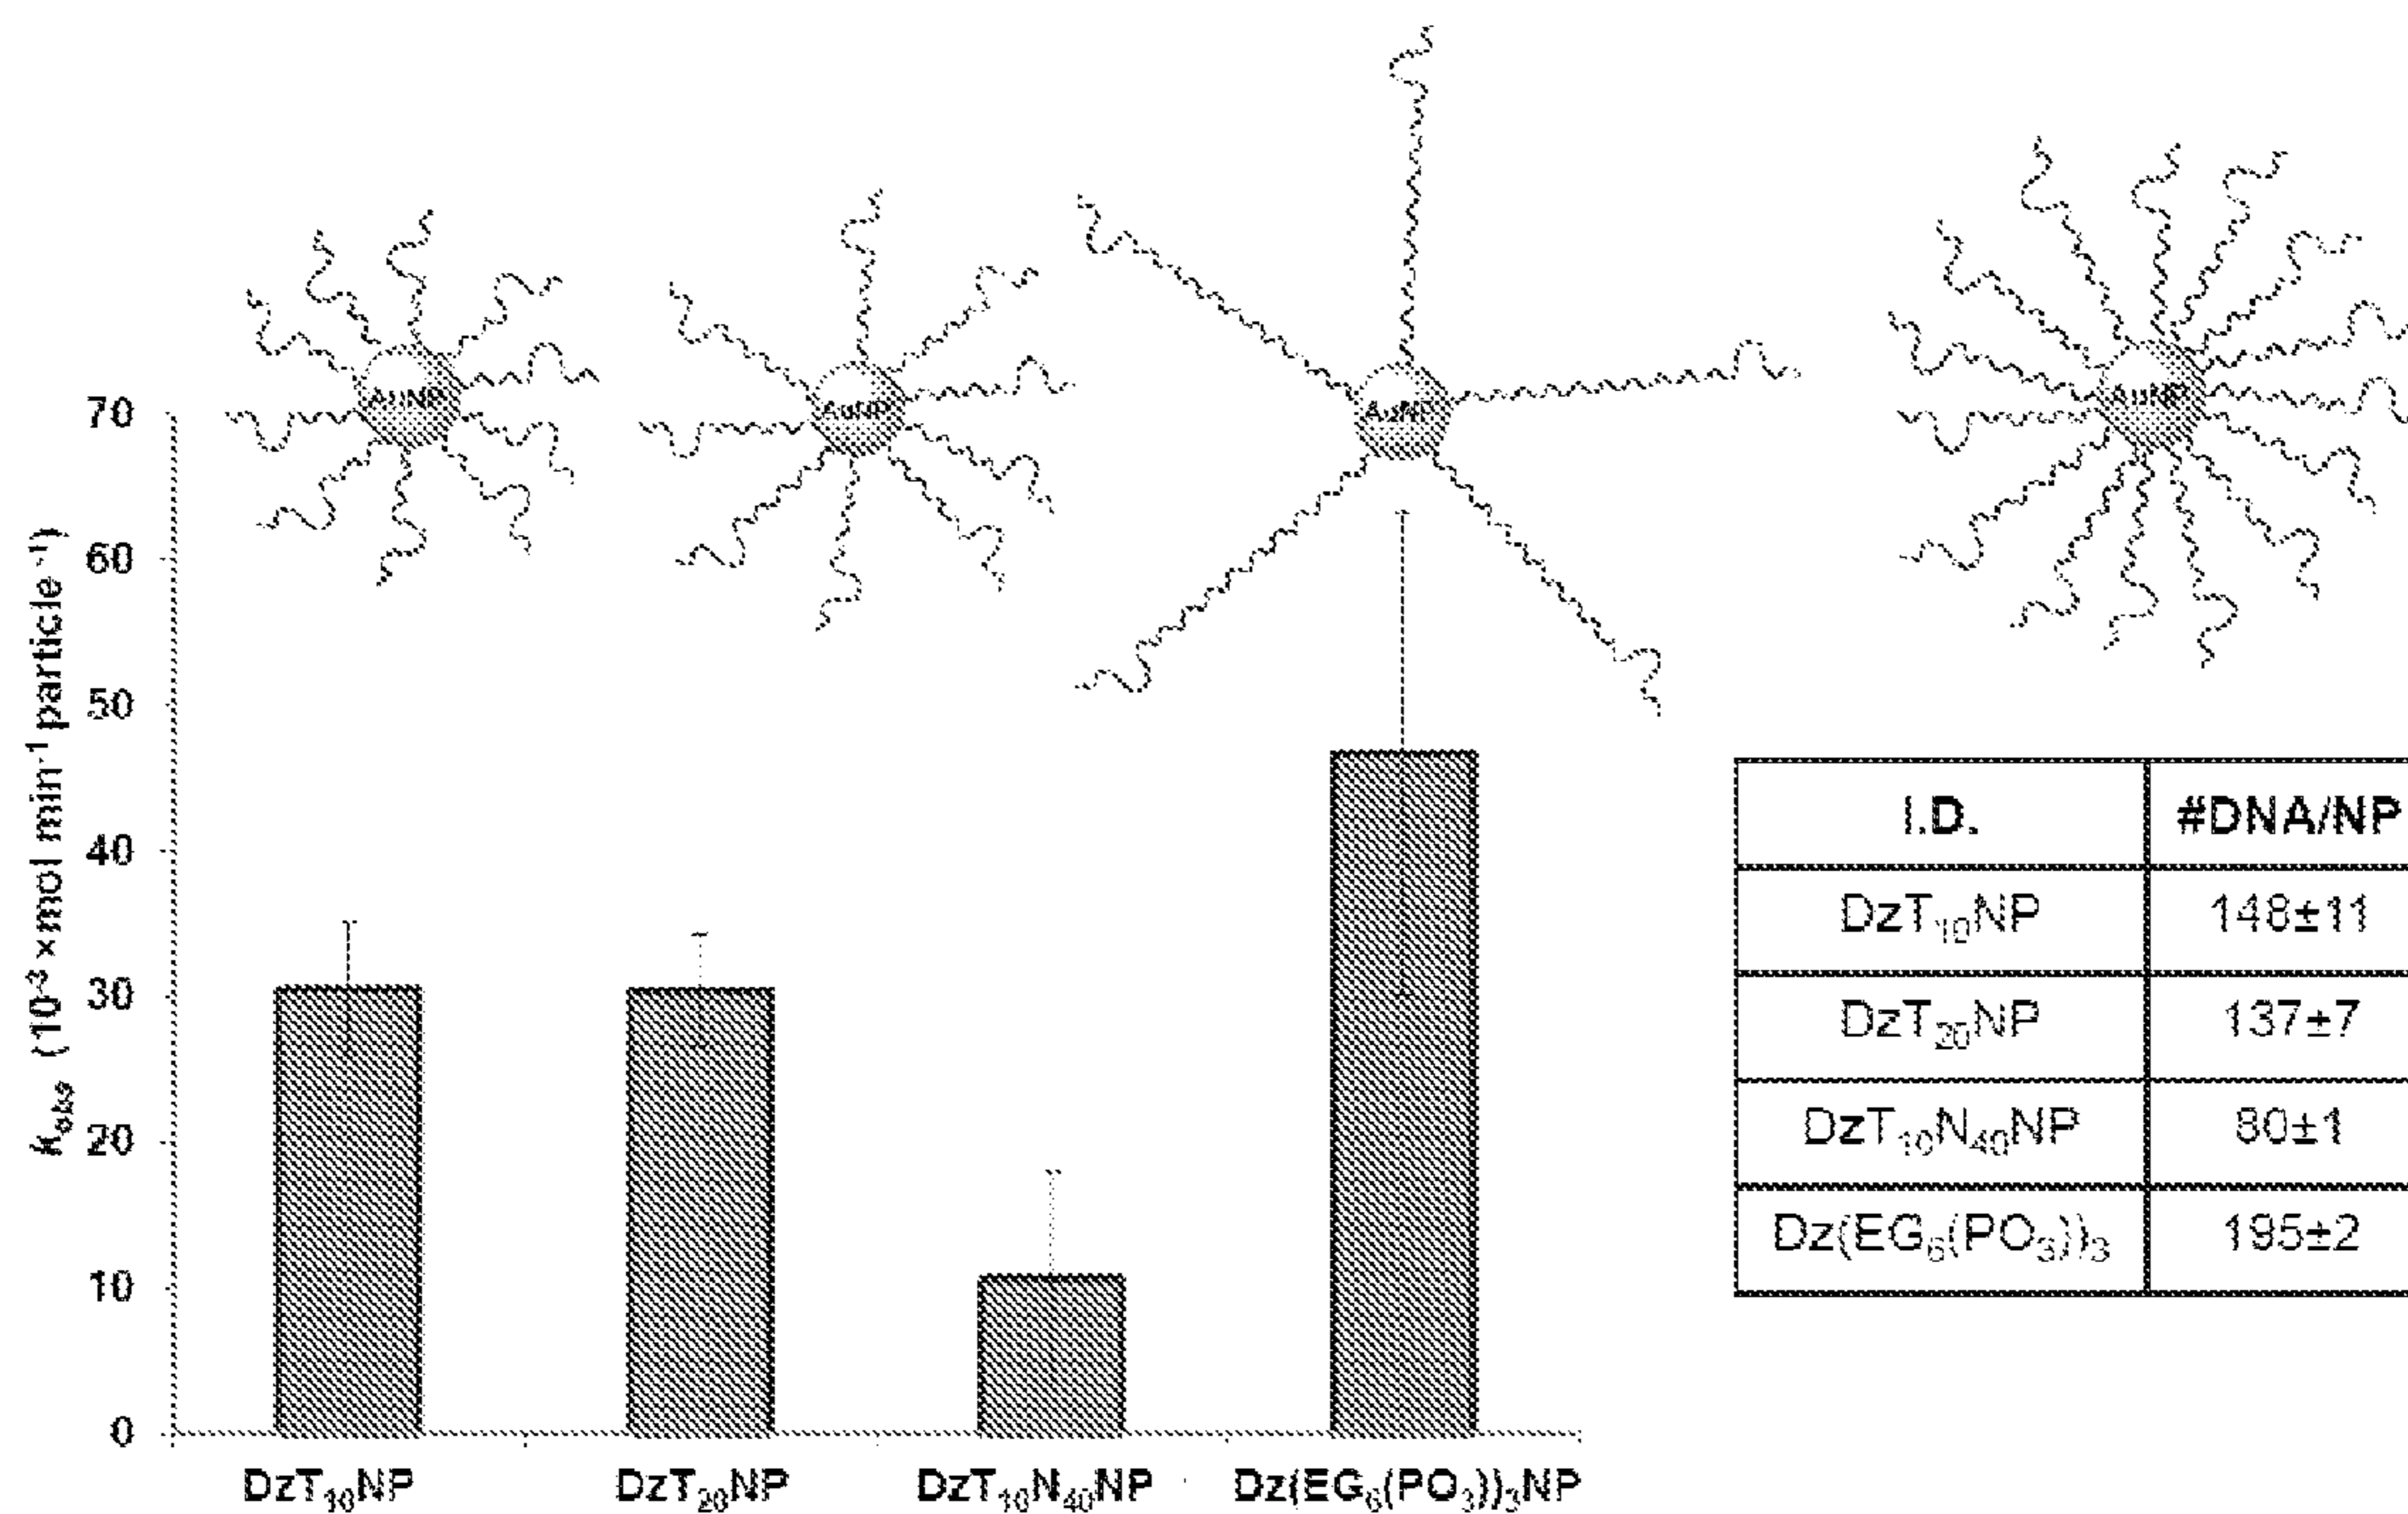 AuNP
AuNP
AuNP
AuNP
k_obs (10⁻³ ×mol min⁻¹ particle⁻¹)
70
60
50
40
30
20
10
0
DzT₁₀NP
DzT₂₀NP
DzT₁₀N₄₀NP
Dz(EG₆(PO₃))₃NP
I.D. #DNA/NP
DzT₁₀NP 148±11
DzT₂₀NP 137±7
DzT₁₀N₄₀NP 80±1
Dz(EG₆(PO₃))₃ 195±2